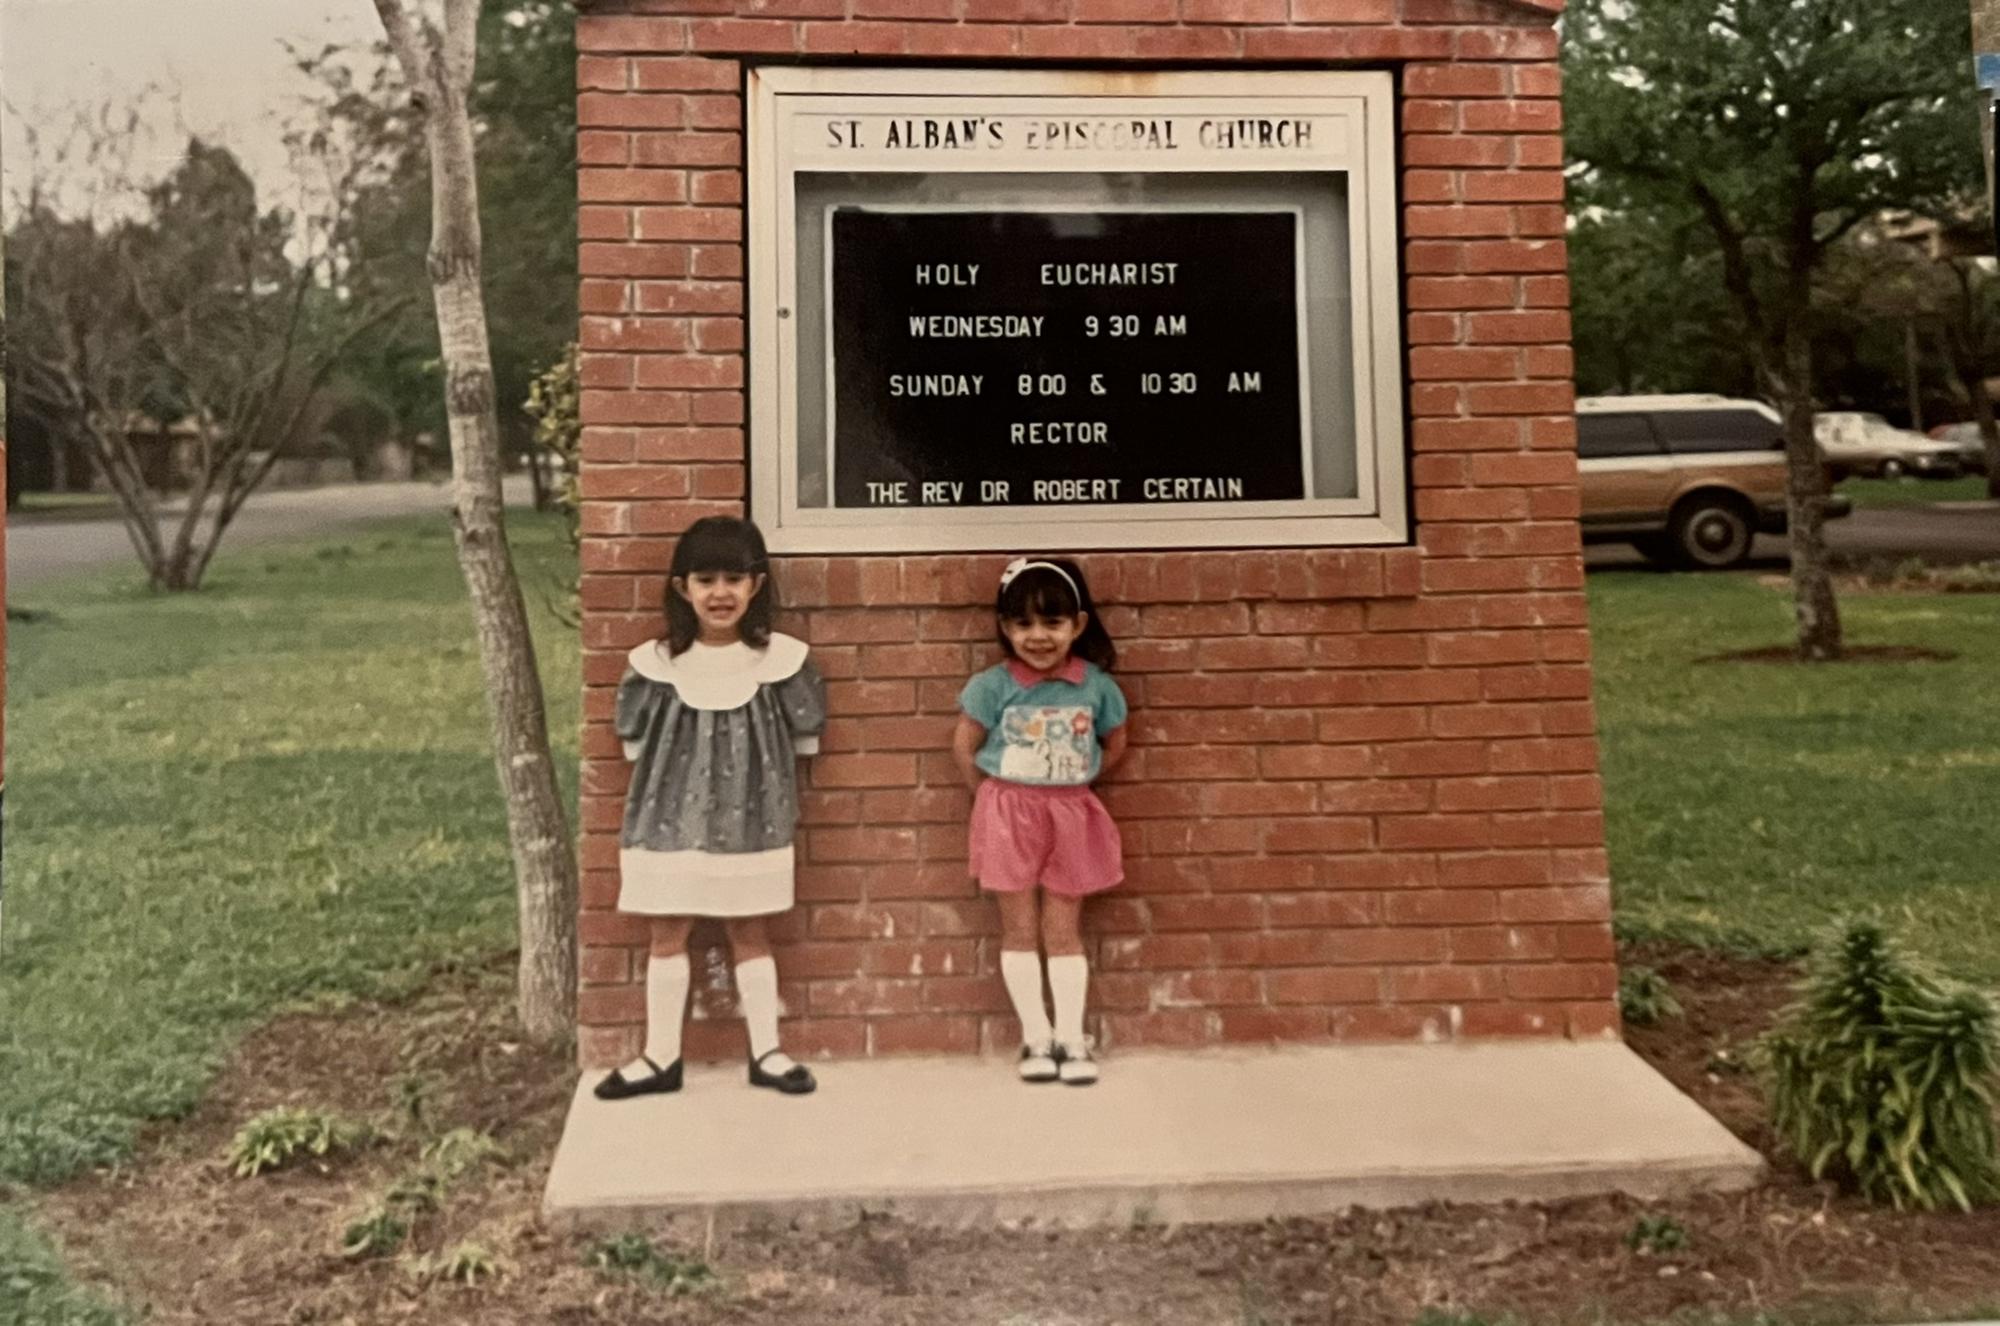 ST. ALBAN'S EPISCOPAL CHURCH
HOLY EUCHARIST
WEDNESDAY 9 30 AM
SUNDAY 8 00 & 10 30 AM
RECTOR
THE REV DR ROBERT CERTAIN